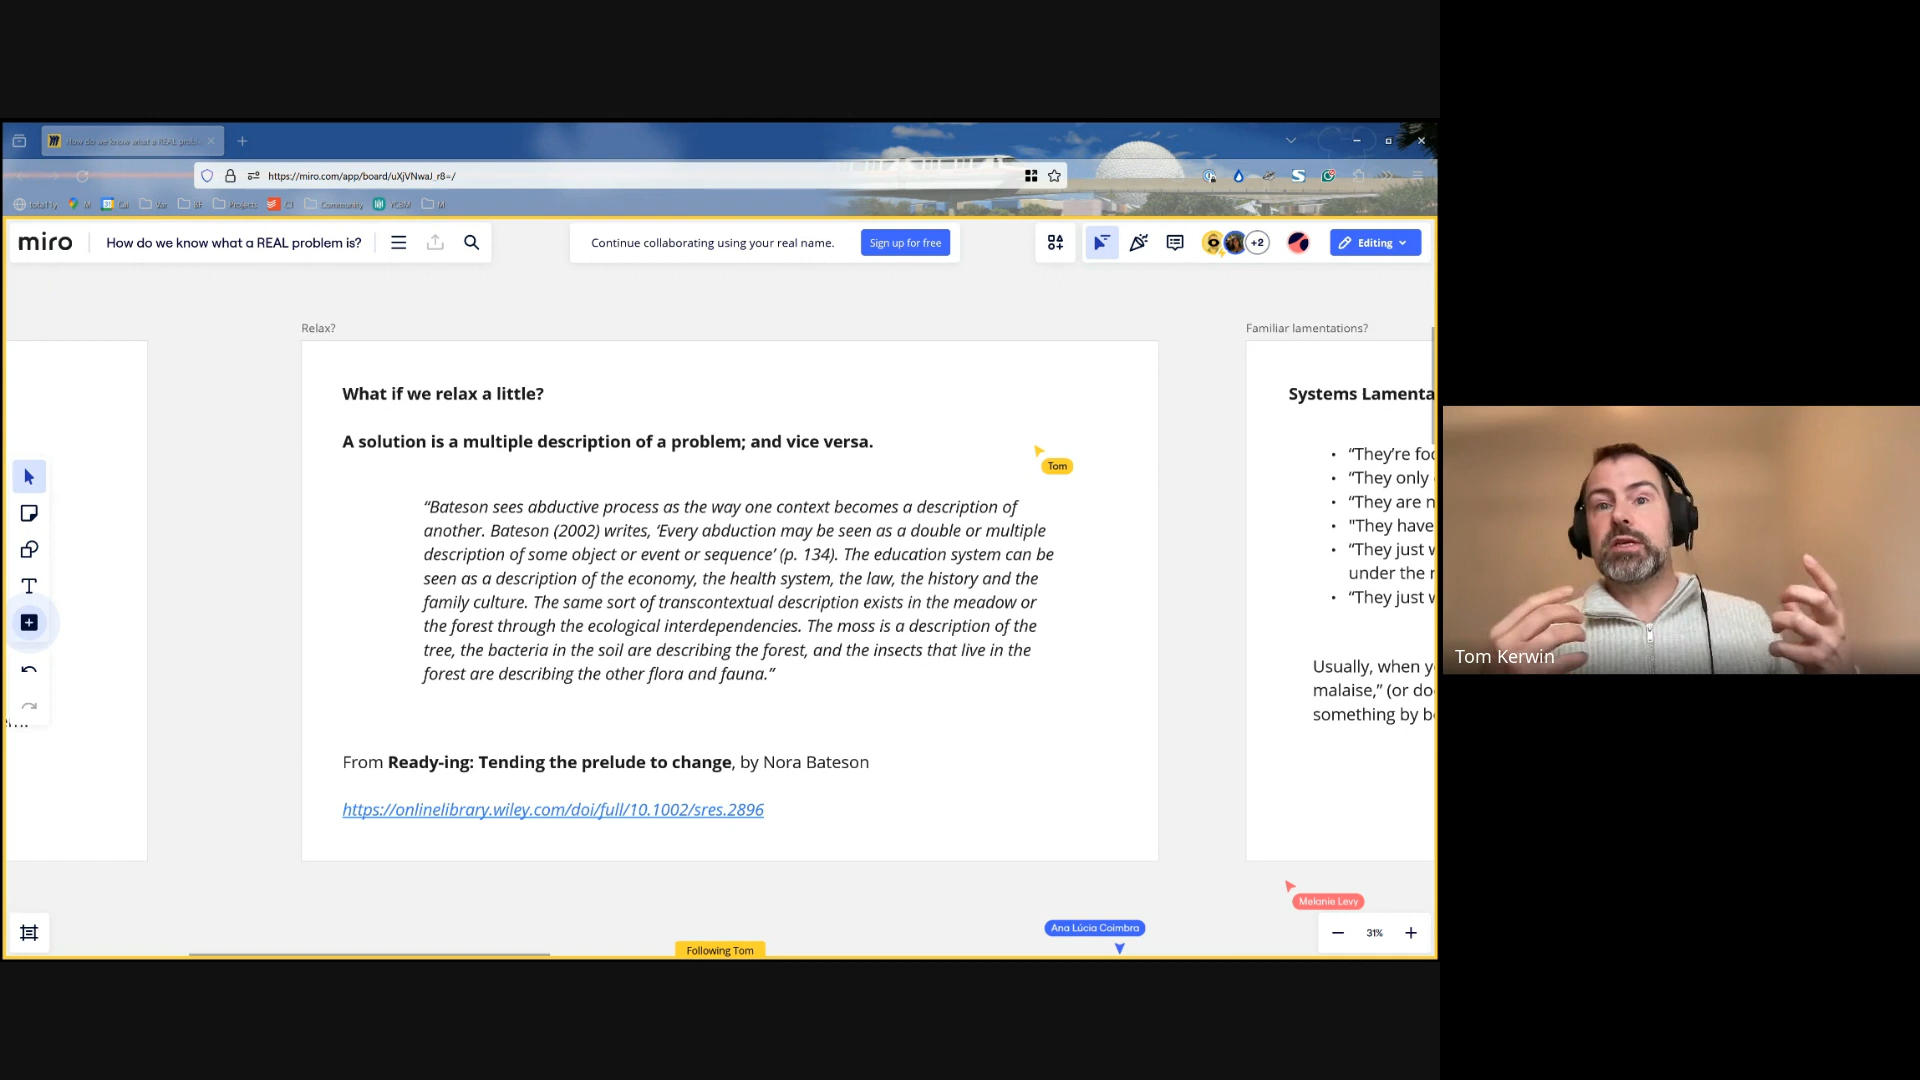 https://miro.com/app/board/uXjVNwaJ_r8=/
Community
miro
How do we know what a REAL problem is?
Continue collaborating using your real name.
Sign up for free
+2
Editing
Relax?
What if we relax a little?
A solution is a multiple description of a problem; and vice versa.
Tom
“Bateson sees abductive process as the way one context becomes a description of
another. Bateson (2002) writes, ‘Every abduction may be seen as a double or multiple
description of some object or event or sequence’ (p. 134). The education system can be
seen as a description of the economy, the health system, the law, the history and the
family culture. The same sort of transcontextual description exists in the meadow or
the forest through the ecological interdependencies. The moss is a description of the
tree, the bacteria in the soil are describing the forest, and the insects that live in the
forest are describing the other flora and fauna.”
From Ready-ing: Tending the prelude to change, by Nora Bateson
https://onlinelibrary.wiley.com/doi/full/10.1002/sres.2896
Familiar lamentations?
Systems Lamenta
“They’re fo
“They only
“They are n
"They have
“They just w
under the
“They just w
Usually, when y
malaise,” (or do
something by b
Melanie Levy
Ana Lúcia Coimbra
Following Tom
31%
Tom Kerwin